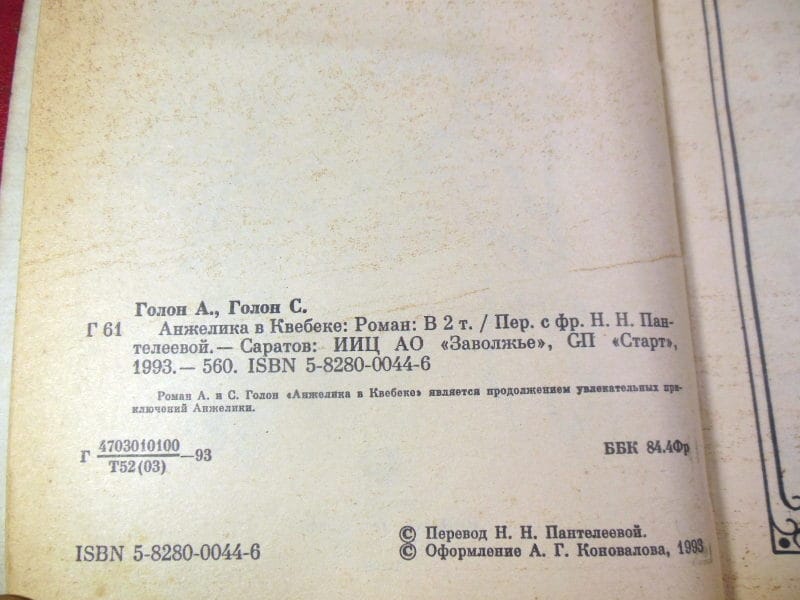 Голон А., Голон С.
Г 61 Анжелика в Квебеке: Роман: В 2 т. / Пер. с фр. Н. Н. Пан-
телеевой.— Саратов: ИИЦ АО «Заволжье», GП «Старт»,
1993.— 560. ISBN 5-8280-0044-6
Роман А. и С. Голон «Анжелика в Квебеке» является продолжением увлекательных при-
ключений Анжелики.
4703010100
Г —93
Т52(03)
ББК 84.4Фр
ISBN 5-8280-0044-6
© Перевод Н. Н. Пантелеевой.
© Оформление А. Г. Коновалова, 1993